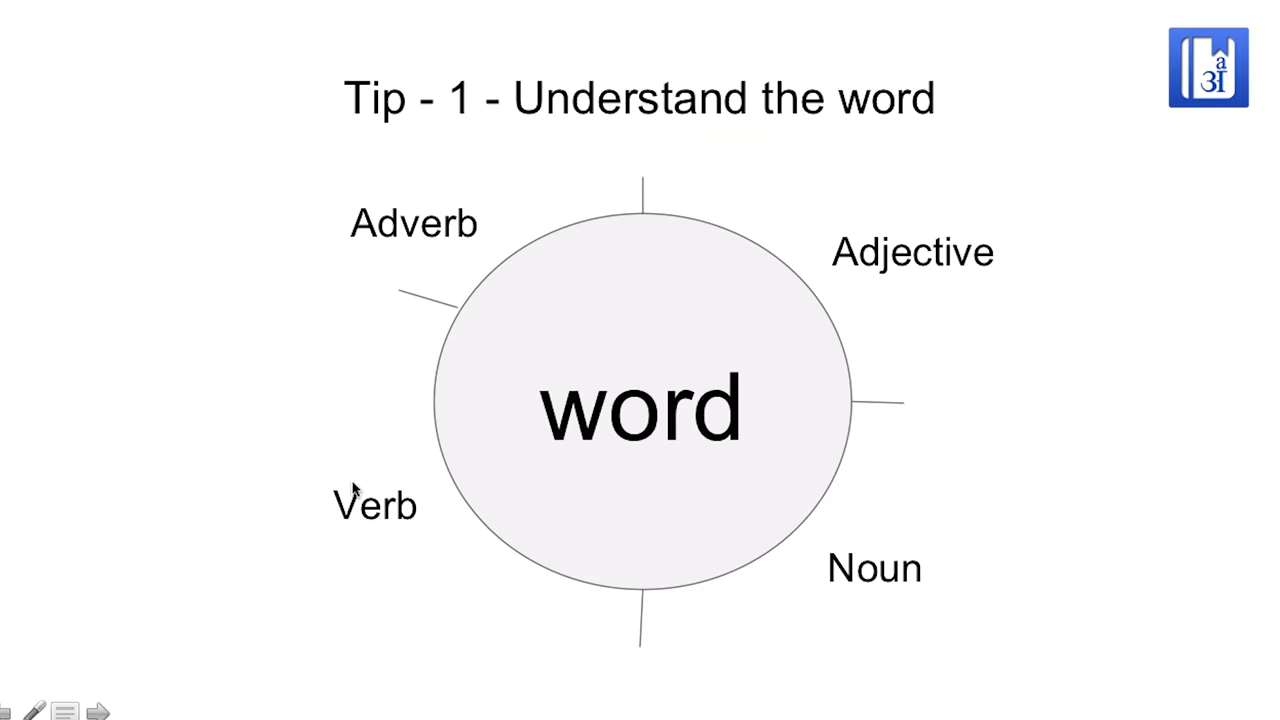 Tip - 1 - Understand the word
a
अ
Adverb
Adjective
word
Verb
Noun